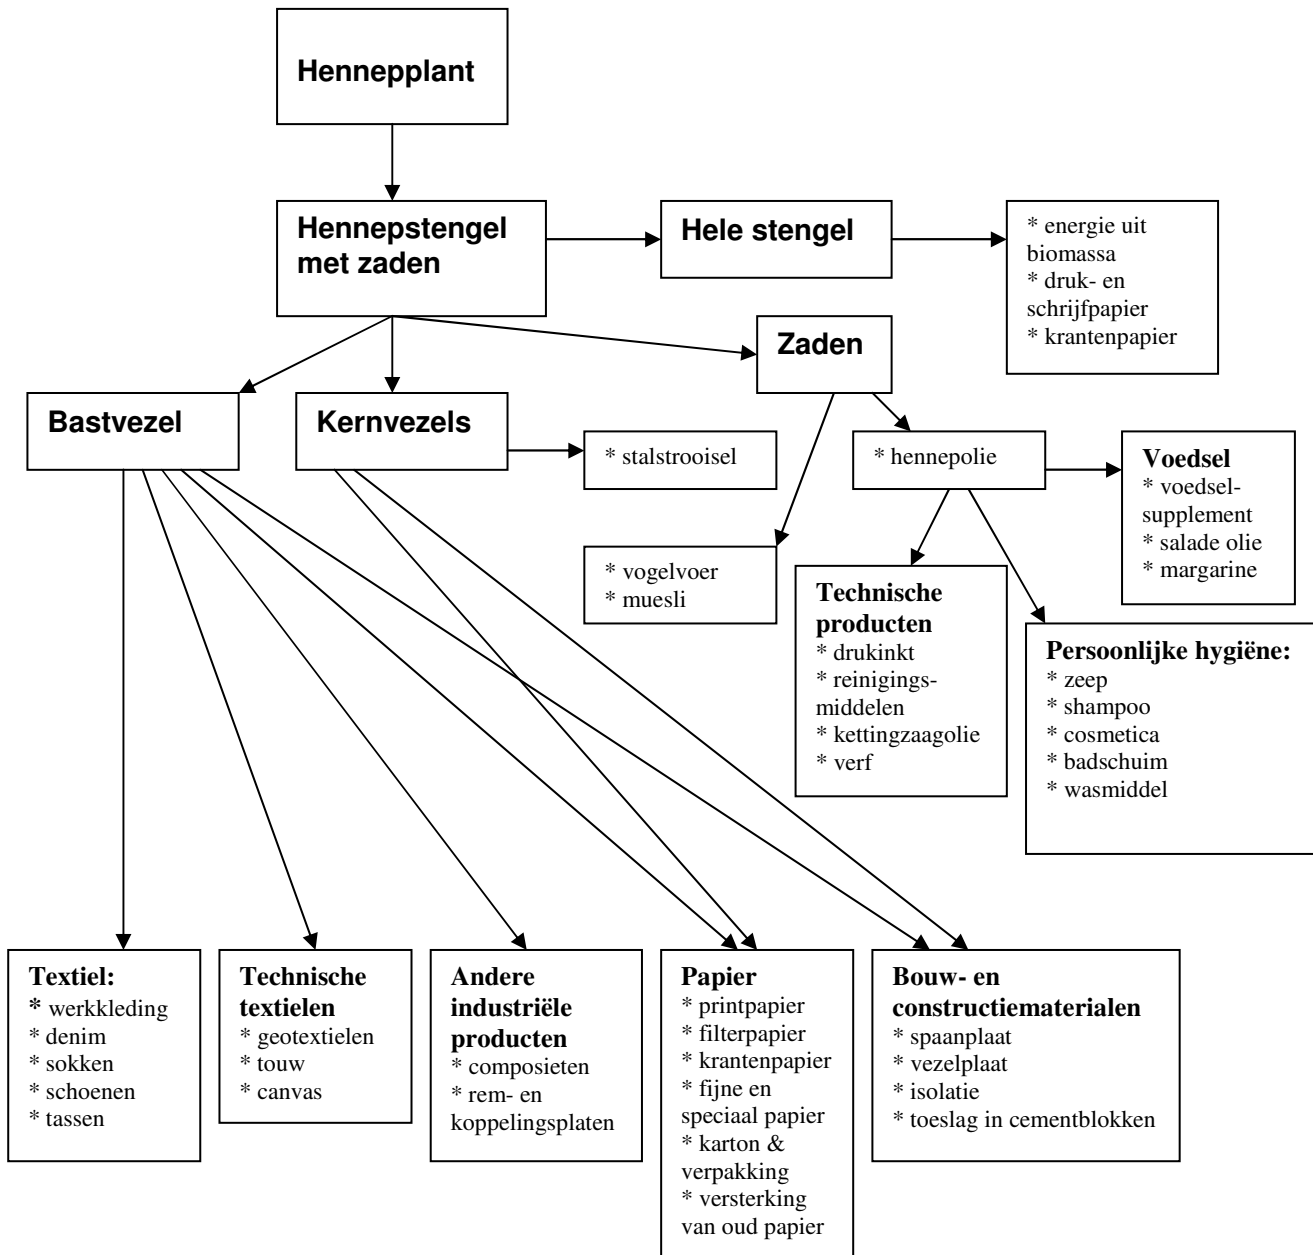 Hennepplant
Hennepstengel
met zaden
Hele stengel
* energie uit
biomassa
* druk- en
schrijfpapier
* krantenpapier
Zaden
Bastvezel
Kernvezels
* stalstrooisel
* hennepolie
Voedsel
* voedsel-
supplement
* salade olie
* margarine
* vogelvoer
* muesli
Technische
producten
* drukinkt
* reinigings-
middelen
* kettingzaagolie
* verf
Persoonlijke hygiëne:
* zeep
* shampoo
* cosmetica
* badschuim
* wasmiddel
Textiel:
* werkkleding
* denim
* sokken
* schoenen
* tassen
Technische
textielen
* geotextielen
* touw
* canvas
Andere
industriële
producten
* composieten
* rem- en
koppelingsplaten
Papier
* printpapier
* filterpapier
* krantenpapier
* fijne en
speciaal papier
* karton &
verpakking
* versterking
van oud papier
Bouw- en
constructiematerialen
* spaanplaat
* vezelplaat
* isolatie
* toeslag in cementblokken